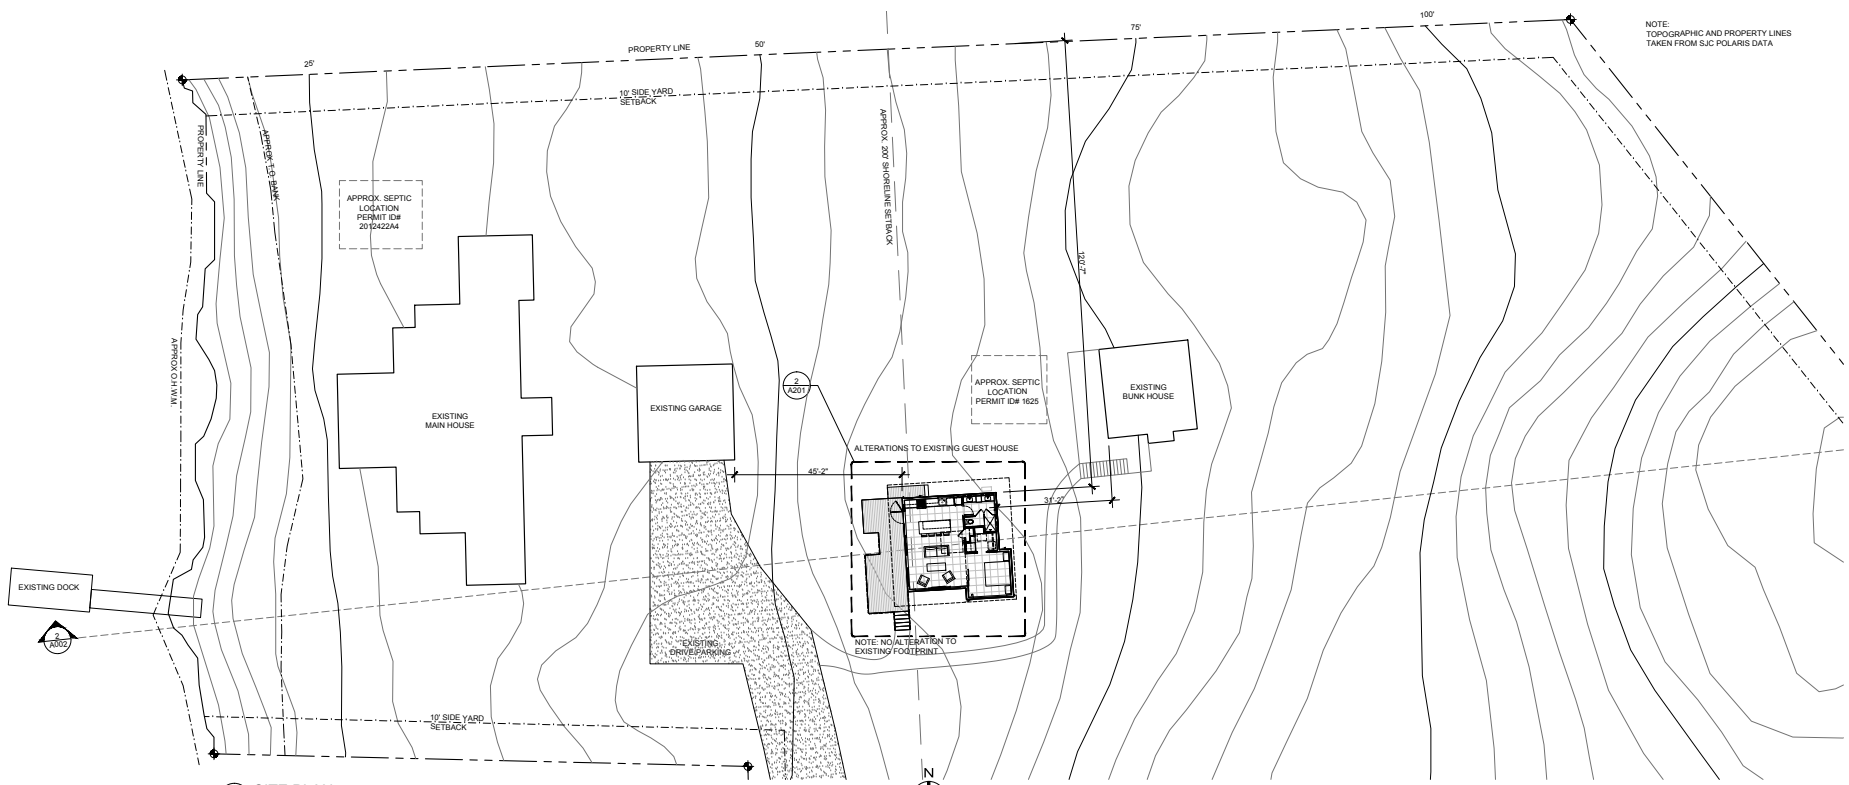 100'
NOTE:
TOPOGRAPHIC AND PROPERTY LINES
TAKEN FROM SJC POLARIS DATA
75'
50'
PROPERTY LINE
25'
10' SIDE YARD
SETBACK
PROPERTY LINE
APPROX. T.O. BANK
APPROX. 200' SHORELINE SETBACK
APPROX. SEPTIC
LOCATION
PERMIT ID#
2012422A4
120'-7"
APPROX O.H.W.M.
2
A201
APPROX. SEPTIC
LOCATION
PERMIT ID# 1625
EXISTING
BUNK HOUSE
EXISTING GARAGE
EXISTING
MAIN HOUSE
ALTERATIONS TO EXISTING GUEST HOUSE
45'-2"
31'-2"
EXISTING DOCK
2
A002
EXISTING
DRIVE/PARKING
NOTE: NO ALTERATION TO
EXISTING FOOTPRINT
10' SIDE YARD
SETBACK
N